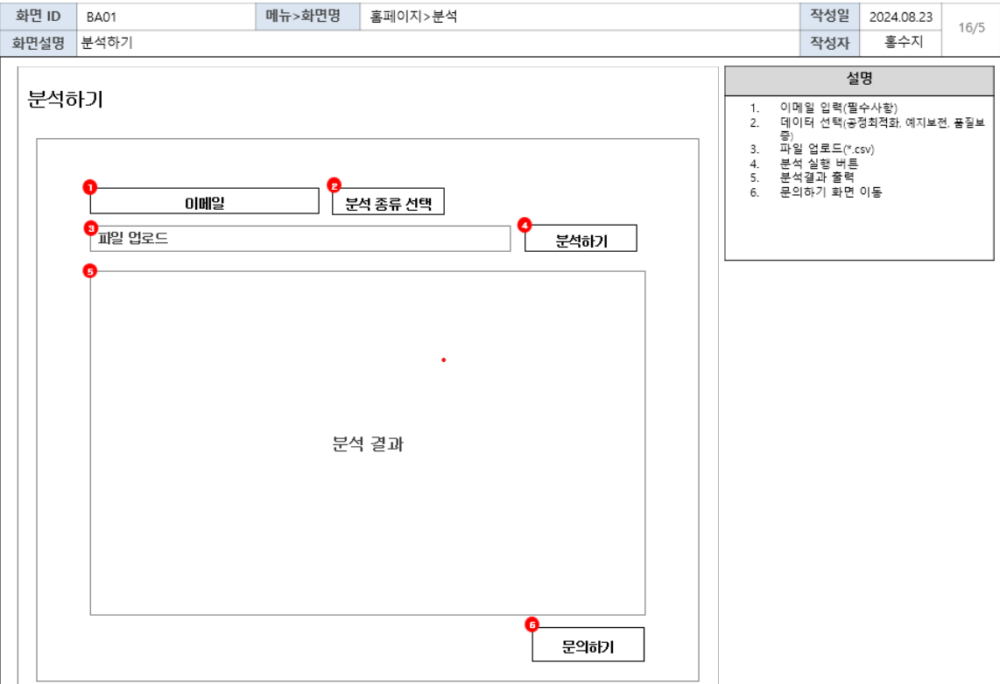 화면 ID BA01 메뉴>화면명 홈페이지>분석 작성일 2024.08.23 16/5
화면설명 분석하기 작성자 홍수지
분석하기
1 2
이메일 분석 종류 선택
3 파일 업로드 4 분석하기
5
분석 결과
6
문의하기
설명
1. 이메일 입력(필수사항)
2. 데이터 선택(공정최적화, 예지보전, 품질보
증)
3. 파일 업로드(*.csv)
4. 분석 실행 버튼
5. 분석결과 출력
6. 문의하기 화면 이동